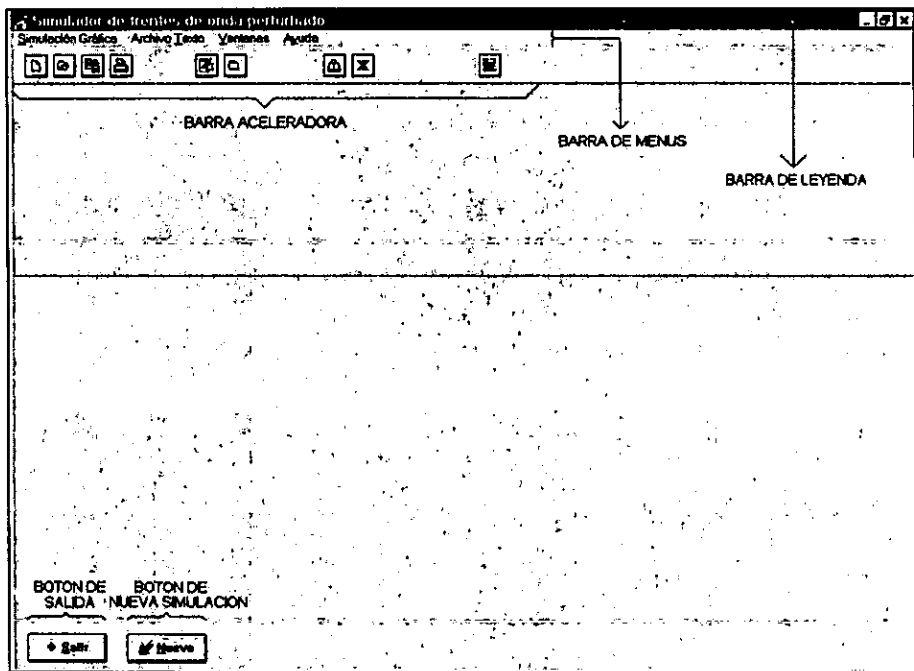 Simulador de frentes de onda perturbado
Simulación Gráfica Archivo Texto Ventanas Ayuda
BARRA ACELERADORA
BARRA DE MENUS
BARRA DE LEYENDA
BOTON DE SALIDA
BOTON DE NUEVA SIMULACION
Salir
Nuevo